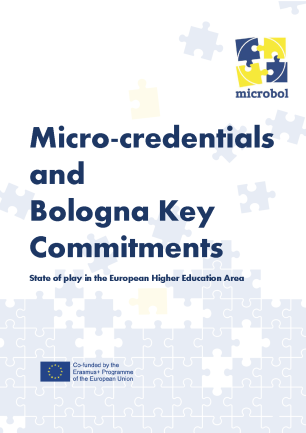 microbol
Micro-credentials
and
Bologna Key
Commitments
State of play in the European Higher Education Area
Co-funded by the
Erasmus+ Programme
of the European Union